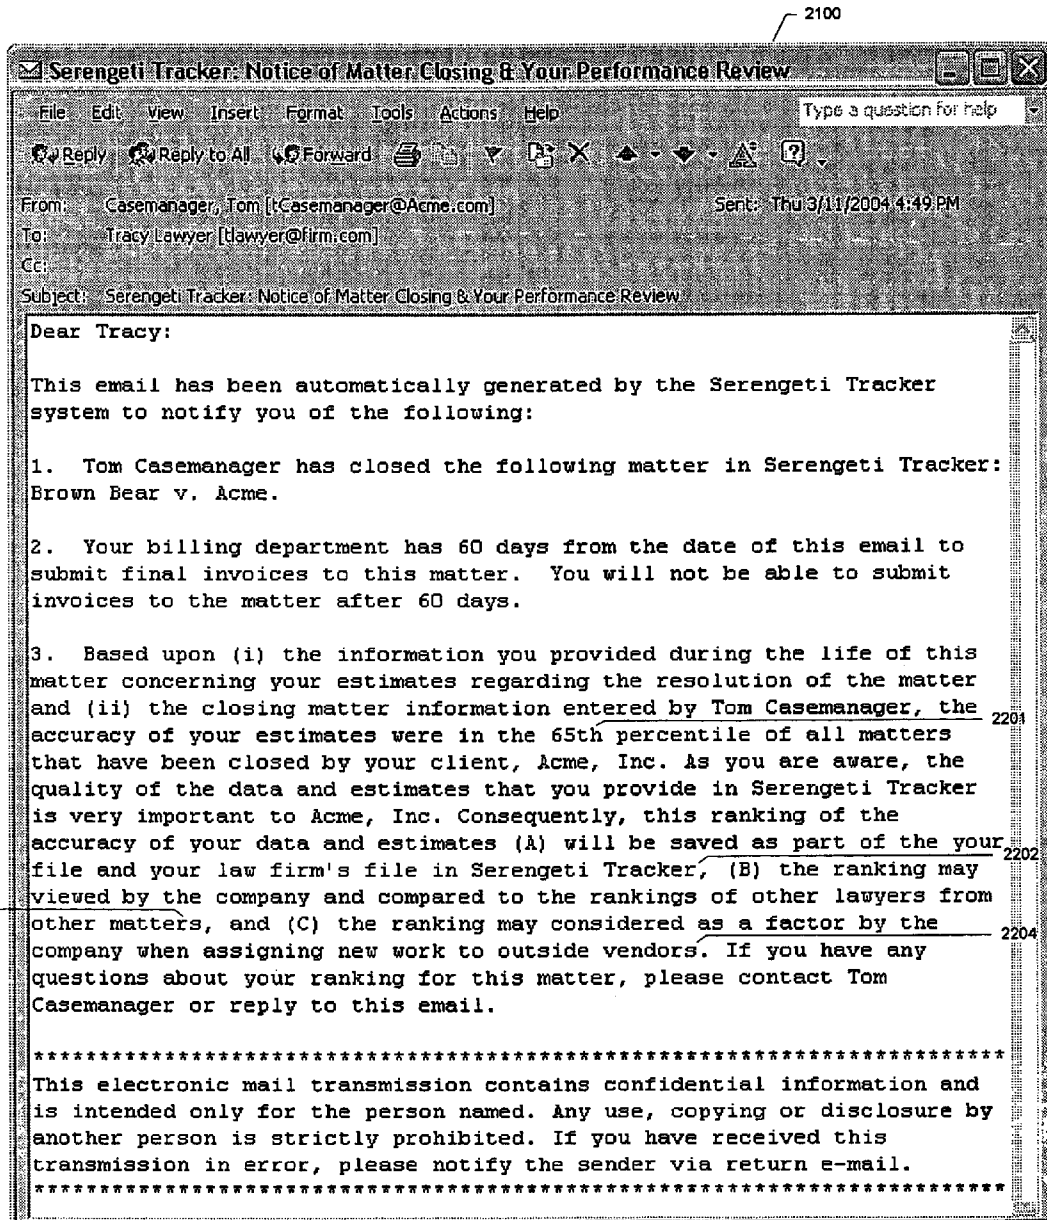 2100
Serengeti Tracker: Notice of Matter Closing & Your Performance Review
File Edit View Insert Format Tools Actions Help Type a question for help
Reply Reply to All Forward
From: Casemanager, Tom [tCasemanager@Acme.com] Sent: Thu 3/11/2004 4:49 PM
To: Tracy Lawyer [tlawyer@firm.com]
Cc:
Subject: Serengeti Tracker: Notice of Matter Closing & Your Performance Review
Dear Tracy:
This email has been automatically generated by the Serengeti Tracker
system to notify you of the following:
1. Tom Casemanager has closed the following matter in Serengeti Tracker:
Brown Bear v. Acme.
2. Your billing department has 60 days from the date of this email to
submit final invoices to this matter. You will not be able to submit
invoices to the matter after 60 days.
3. Based upon (i) the information you provided during the life of this
matter concerning your estimates regarding the resolution of the matter
and (ii) the closing matter information entered by Tom Casemanager, the
2201
accuracy of your estimates were in the 65th percentile of all matters
that have been closed by your client, Acme, Inc. As you are aware, the
quality of the data and estimates that you provide in Serengeti Tracker
is very important to Acme, Inc. Consequently, this ranking of the
accuracy of your data and estimates (A) will be saved as part of the your
2202
file and your law firm's file in Serengeti Tracker, (B) the ranking may
viewed by the company and compared to the rankings of other lawyers from
other matters, and (C) the ranking may considered as a factor by the
2204
company when assigning new work to outside vendors. If you have any
questions about your ranking for this matter, please contact Tom
Casemanager or reply to this email.
**************************************************************************
This electronic mail transmission contains confidential information and
is intended only for the person named. Any use, copying or disclosure by
another person is strictly prohibited. If you have received this
transmission in error, please notify the sender via return e-mail.
**************************************************************************